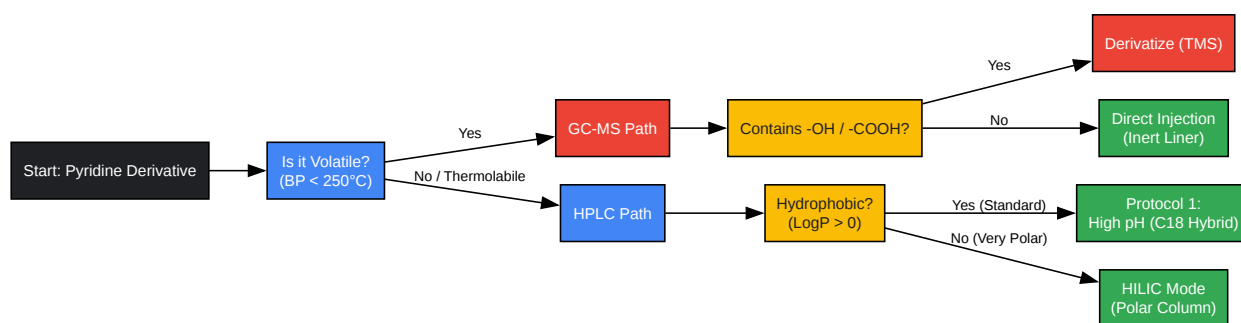 Start: Pyridine Derivative
Is it Volatile?
(BP < 250°C)
Yes
No / Thermolabile
GC-MS Path
HPLC Path
Contains -OH / -COOH?
Yes
No
Derivatize (TMS)
Direct Injection
(Inert Liner)
Hydrophobic?
(LogP > 0)
Yes (Standard)
No (Very Polar)
Protocol 1:
High pH (C18 Hybrid)
HILIC Mode
(Polar Column)